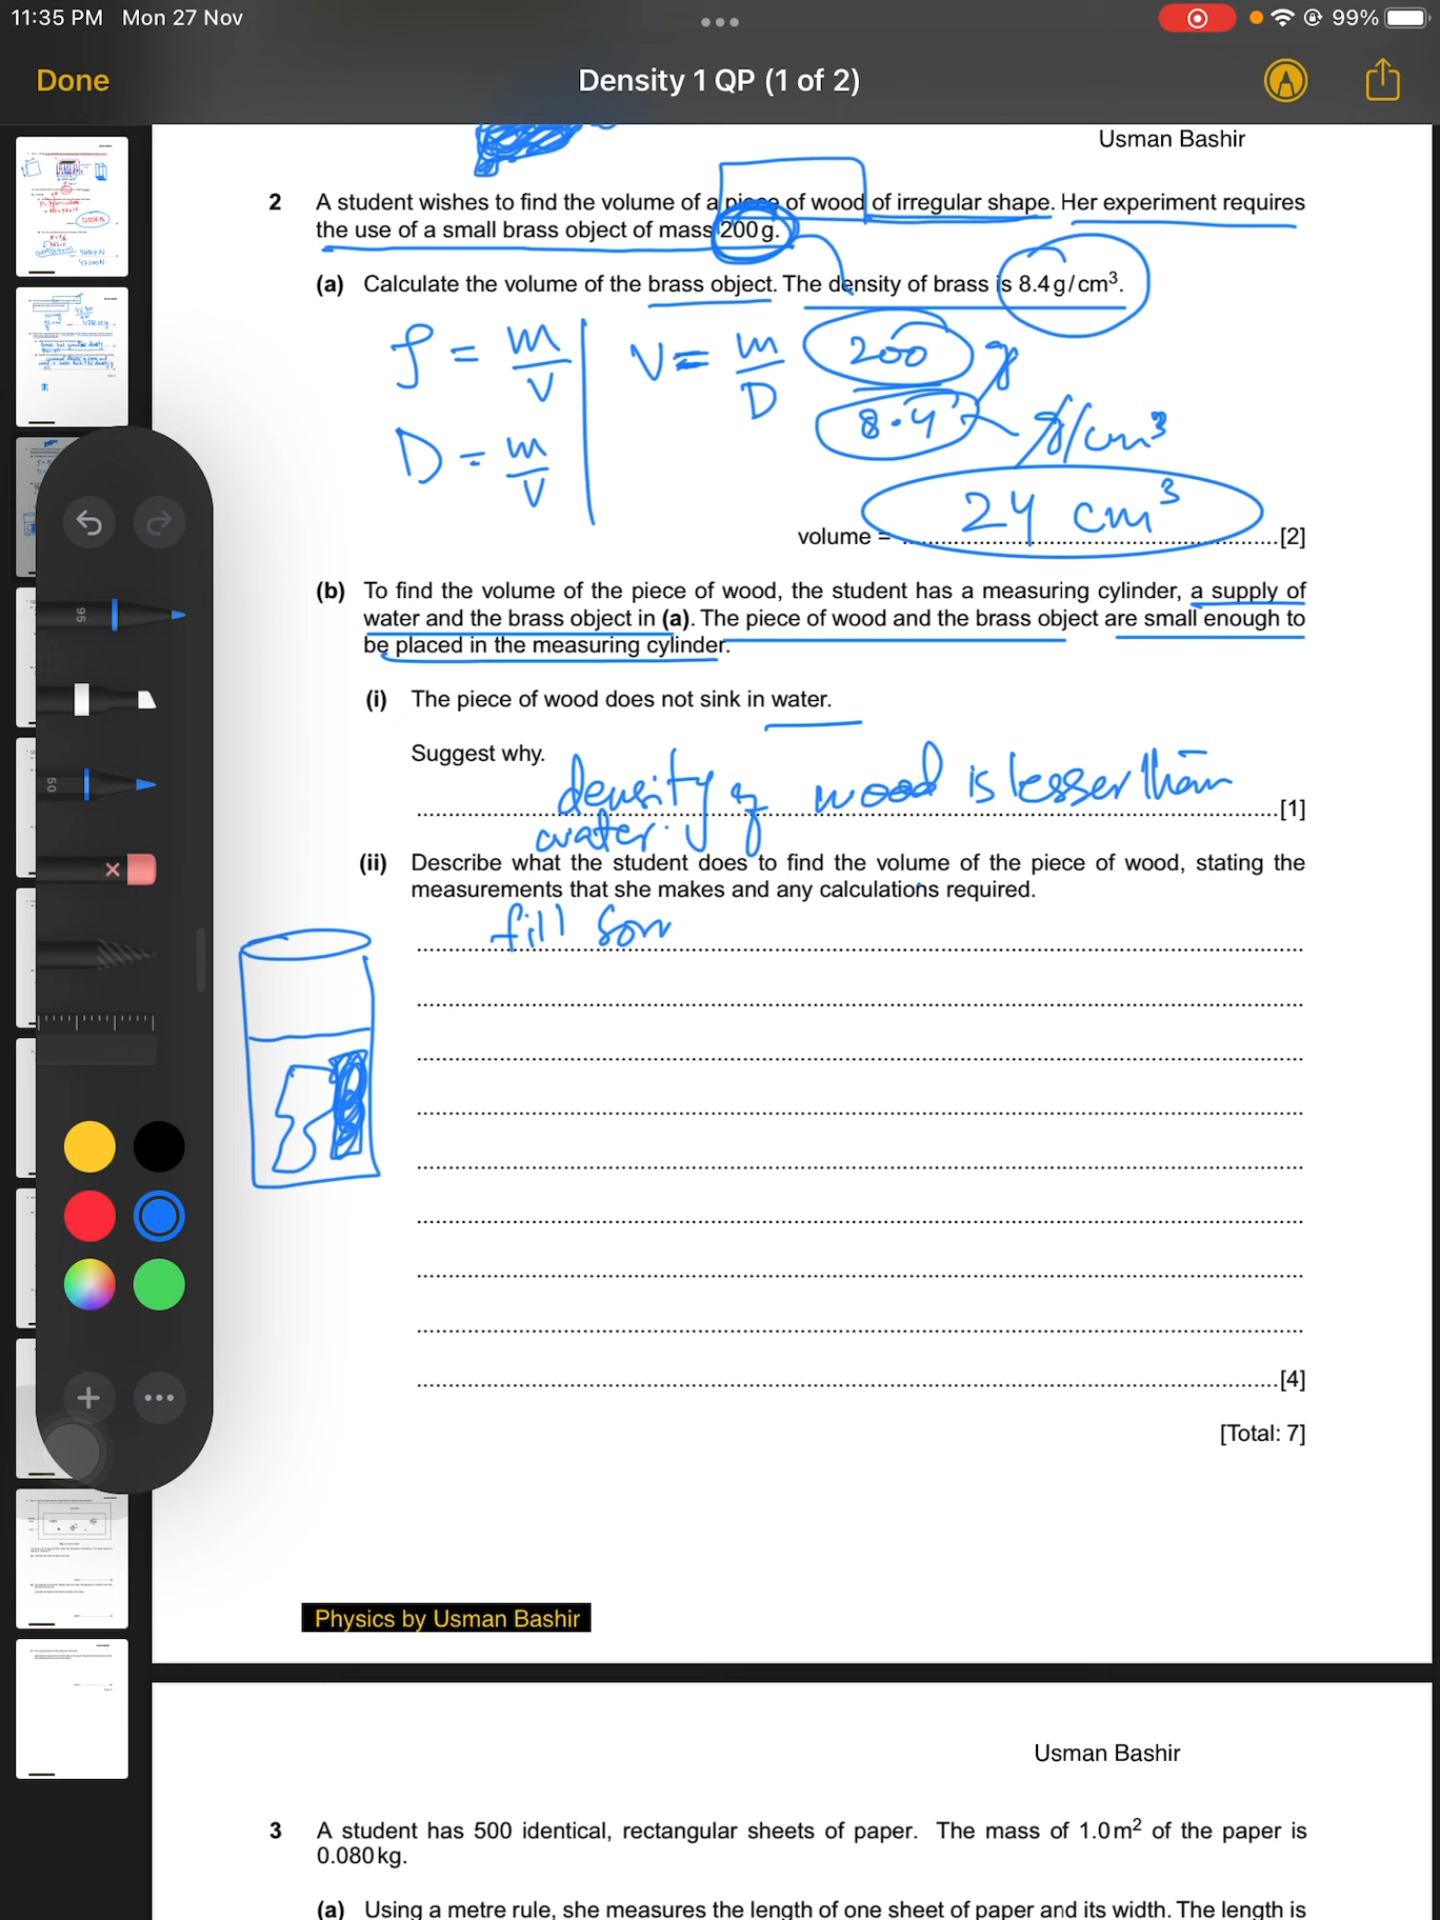 11:35 PM Mon 27 Nov
99%
Done
Density 1 QP (1 of 2)
Usman Bashir
2 A student wishes to find the volume of a piece of wood of irregular shape. Her experiment requires
the use of a small brass object of mass 200 g.
(a) Calculate the volume of the brass object. The density of brass is 8.4 g/cm³.
ρ = m/V
V = m/D
200 g
8.4 g/cm³
D = m/V
24 cm³
volume = [2]
(b) To find the volume of the piece of wood, the student has a measuring cylinder, a supply of
water and the brass object in (a). The piece of wood and the brass object are small enough to
be placed in the measuring cylinder.
(i) The piece of wood does not sink in water.
Suggest why.
density of wood is lesser than
[1]
water.
(ii) Describe what the student does to find the volume of the piece of wood, stating the
measurements that she makes and any calculations required.
fill som
[4]
[Total: 7]
Physics by Usman Bashir
Usman Bashir
3 A student has 500 identical, rectangular sheets of paper. The mass of 1.0 m² of the paper is
0.080 kg.
(a) Using a metre rule, she measures the length of one sheet of paper and its width. The length is
95
50